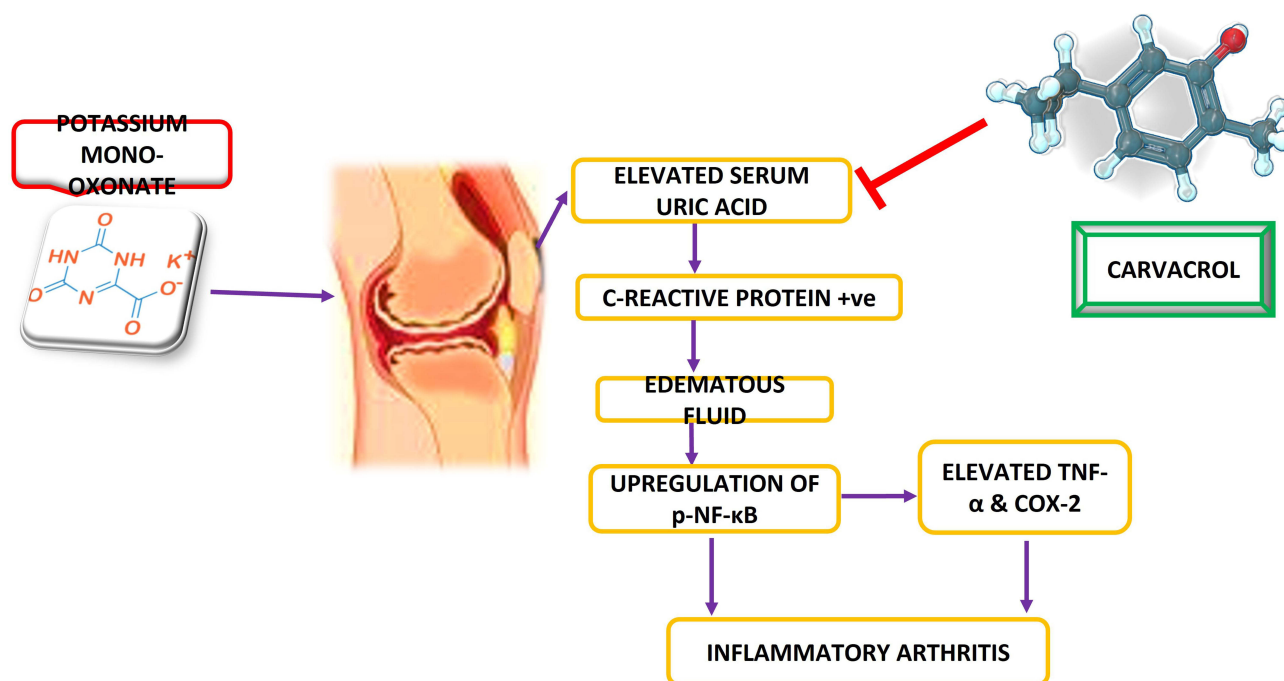 POTASSIUM
MONO-
OXONATE
O
HN
NH
K+
O
N
O-
O
ELEVATED SERUM
URIC ACID
C-REACTIVE PROTEIN +ve
EDEMATOUS
FLUID
UPREGULATION OF
p-NF-κB
ELEVATED TNF-
α & COX-2
INFLAMMATORY ARTHRITIS
CARVACROL